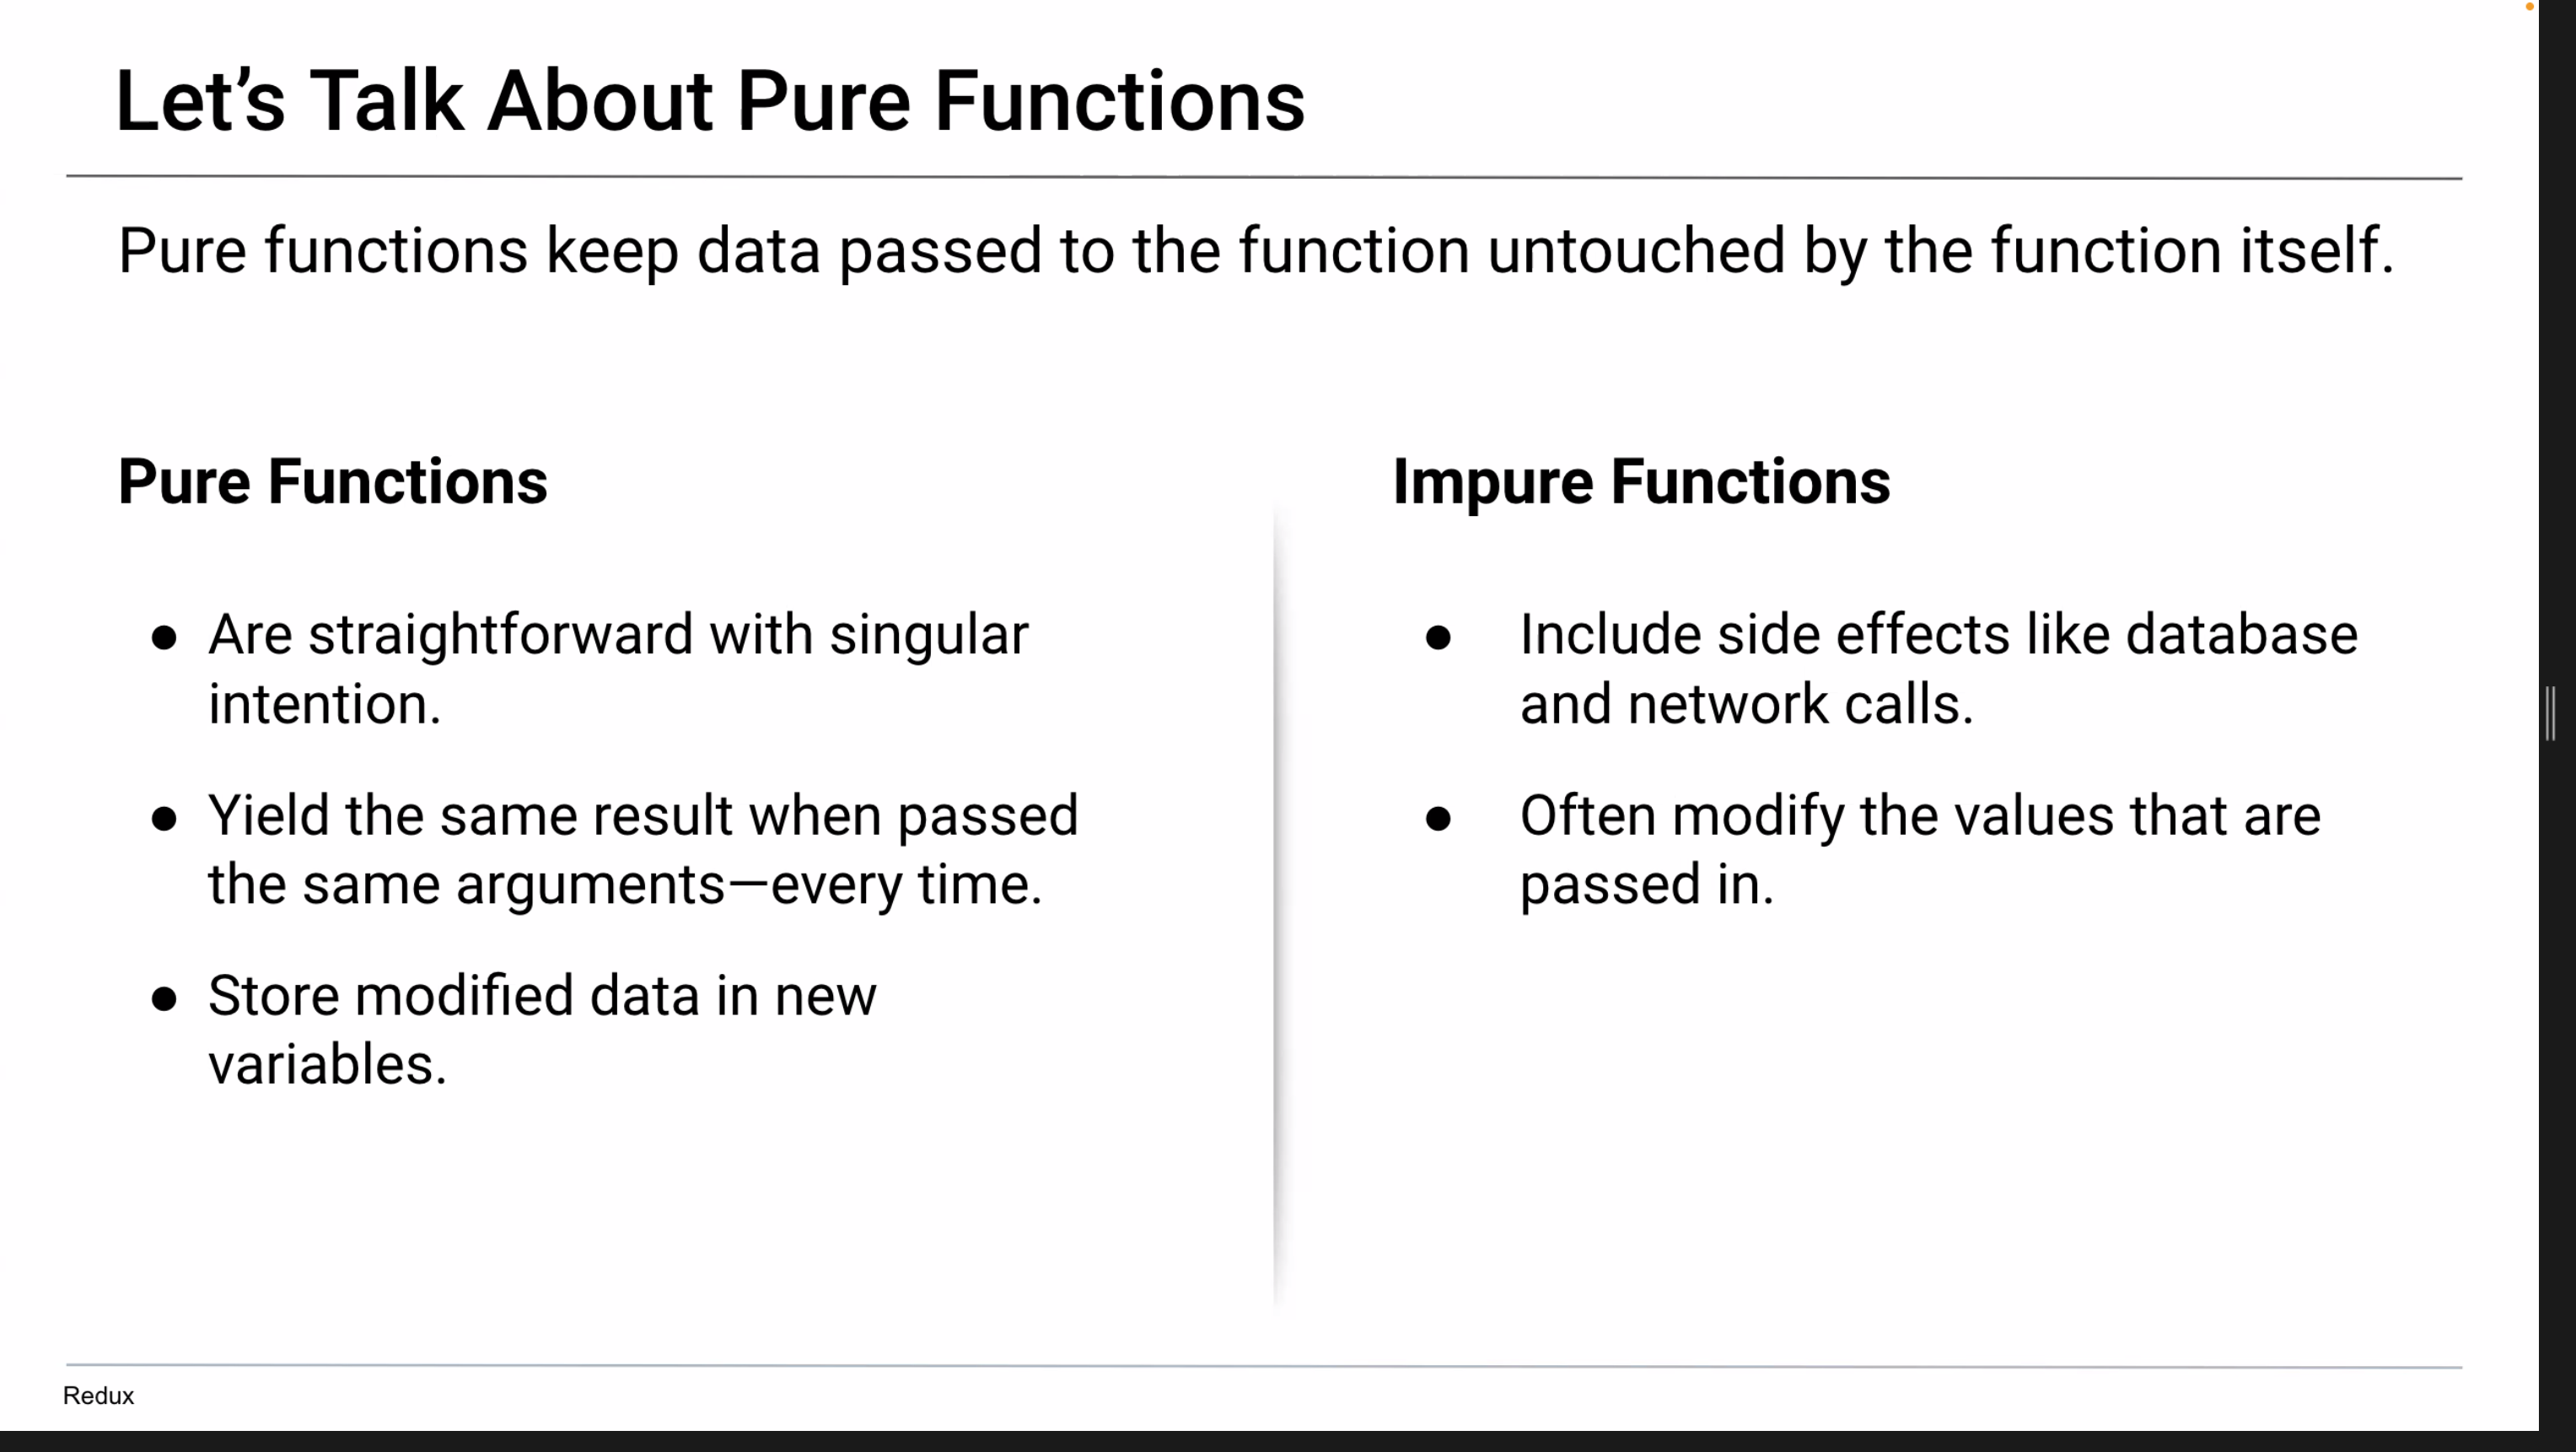 Let’s Talk About Pure Functions
Pure functions keep data passed to the function untouched by the function itself.
Pure Functions
● Are straightforward with singular
intention.
● Yield the same result when passed
the same arguments—every time.
● Store modified data in new
variables.
Impure Functions
● Include side effects like database
and network calls.
● Often modify the values that are
passed in.
Redux